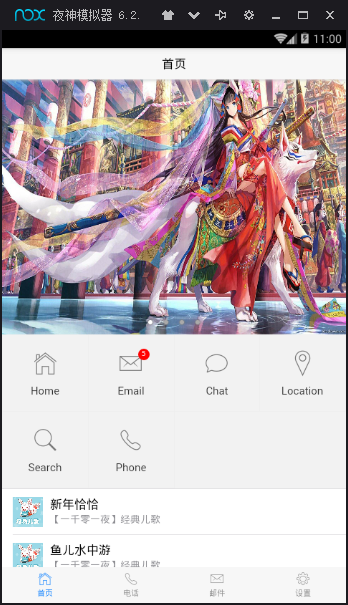 nox 夜神模拟器 6.2.
11:00
首页
Home
5
Email
Chat
Location
Search
Phone
新年恰恰
【一千零一夜】经典儿歌
鱼儿水中游
【一千零一夜】经典儿歌
首页
电话
邮件
设置